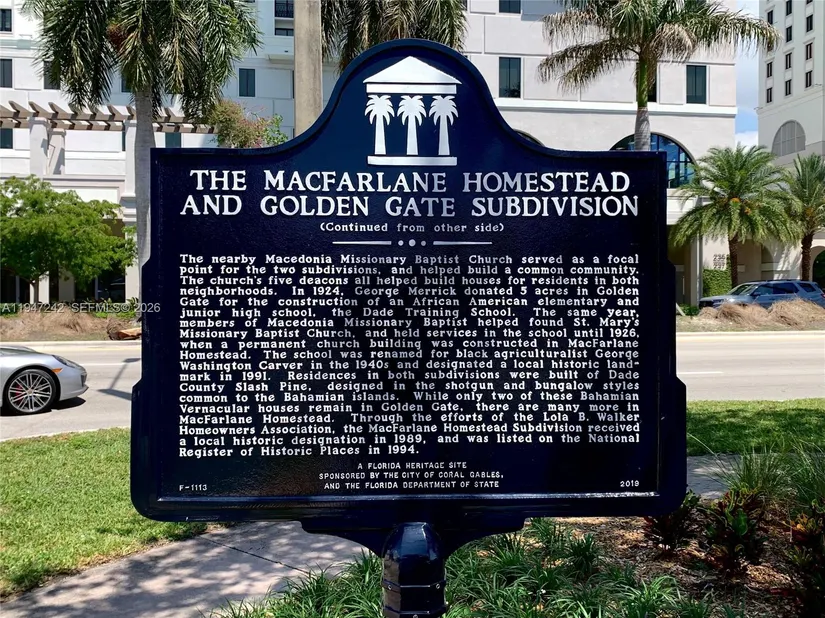 THE MACFARLANE HOMESTEAD
AND GOLDEN GATE SUBDIVISION
(Continued from other side)
The nearby Macedonia Missionary Baptist Church served as a focal
point for the two subdivisions, and helped build a common community.
The church's five deacons all helped build houses for residents in both
neighborhoods. In 1924, George Merrick donated 5 acres in Golden
Gate for the construction of an African American elementary and
junior high school, the Dade Training School. The same year,
members of Macedonia Missionary Baptist helped found St. Mary's
Missionary Baptist Church, and held services in the school until 1926,
when a permanent church building was constructed in MacFarlane
Homestead. The school was renamed for black agriculturalist George
Washington Carver in the 1940s and designated a local historic land-
mark in 1991. Residences in both subdivisions were built of Dade
County Slash Pine, designed in the shotgun and bungalow styles
common to the Bahamian islands. While only two of these Bahamian
Vernacular houses remain in Golden Gate, there are many more in
MacFarlane Homestead. Through the efforts of the Lola B. Walker
Homeowners Association, the MacFarlane Homestead Subdivision received
a local historic designation in 1989, and was listed on the National
Register of Historic Places in 1994.
A FLORIDA HERITAGE SITE
SPONSORED BY THE CITY OF CORAL GABLES,
AND THE FLORIDA DEPARTMENT OF STATE
F-1113
2019
A11947242 SEFMLS © 2026